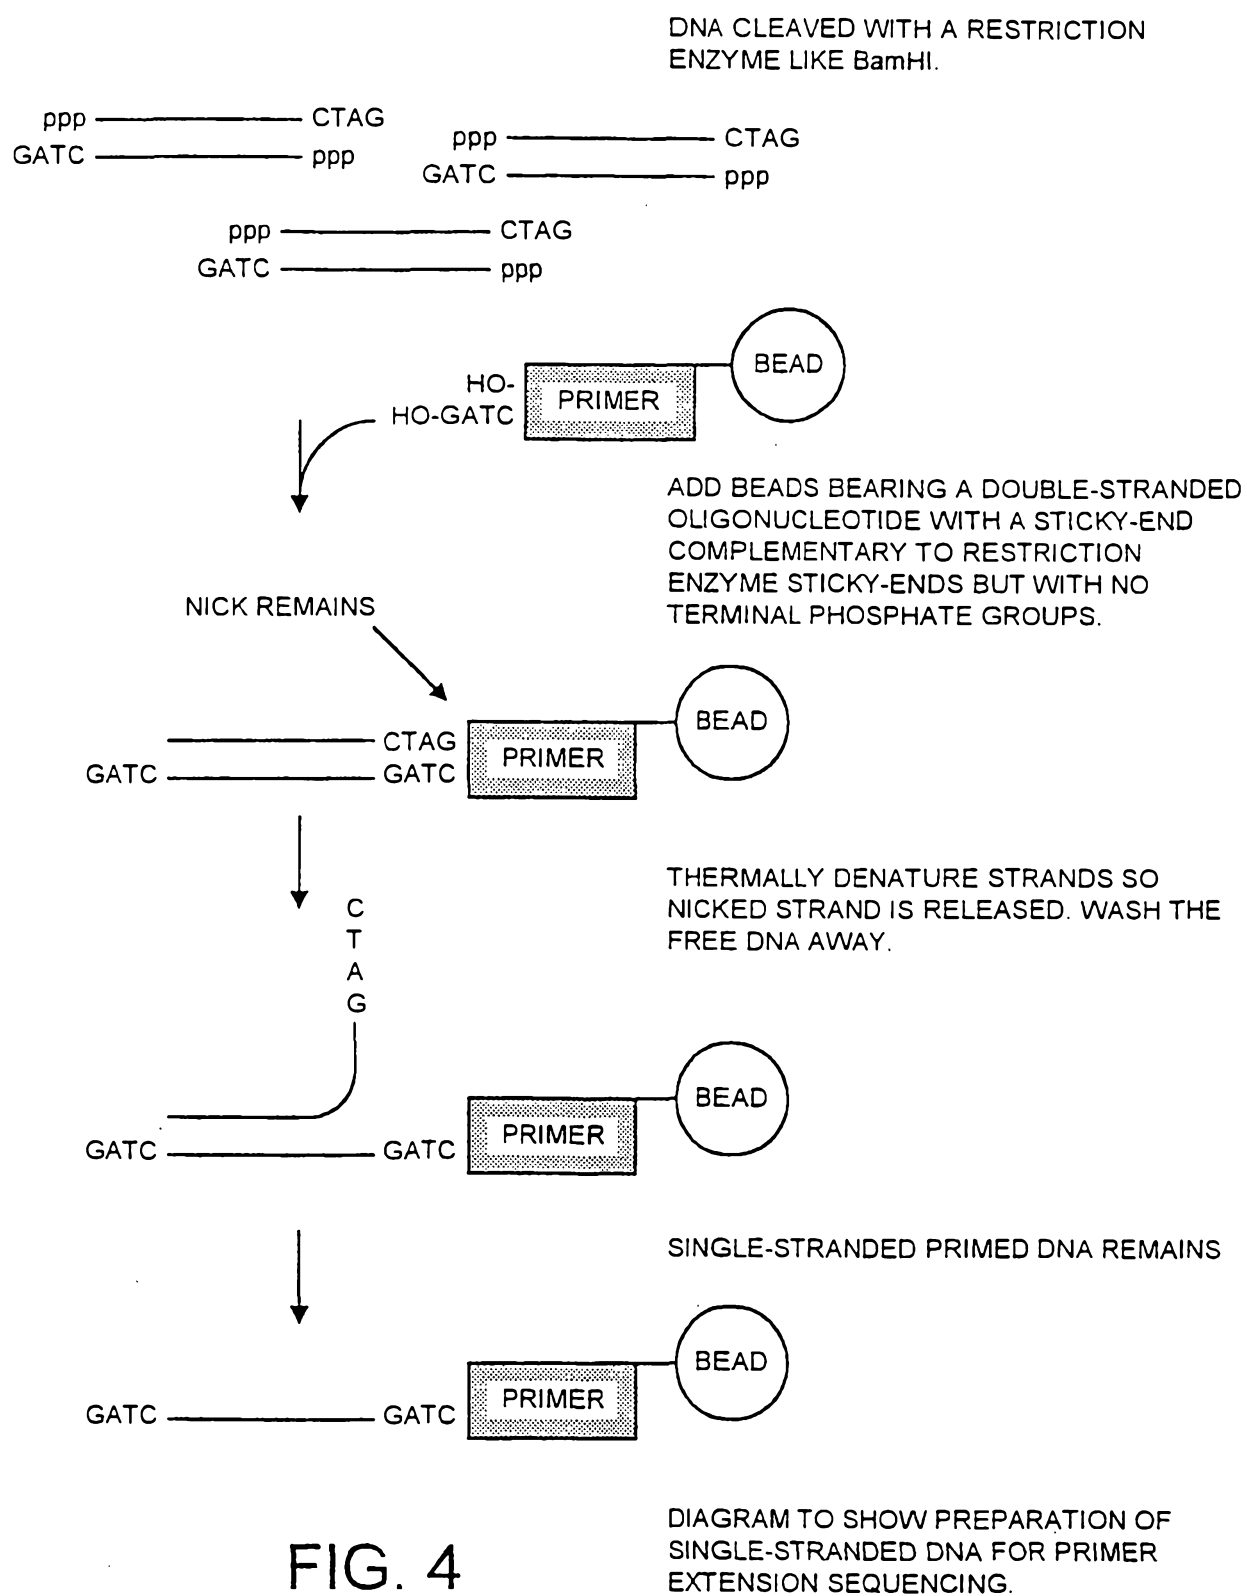 DNA CLEAVED WITH A RESTRICTION
ENZYME LIKE BamHI.
ppp CTAG
GATC ppp
ppp CTAG
GATC ppp
ppp CTAG
GATC ppp
BEAD
HO-
HO-GATC
PRIMER
ADD BEADS BEARING A DOUBLE-STRANDED
OLIGONUCLEOTIDE WITH A STICKY-END
COMPLEMENTARY TO RESTRICTION
ENZYME STICKY-ENDS BUT WITH NO
TERMINAL PHOSPHATE GROUPS.
NICK REMAINS
BEAD
CTAG
PRIMER
GATC GATC
THERMALLY DENATURE STRANDS SO
NICKED STRAND IS RELEASED. WASH THE
FREE DNA AWAY.
C
T
A
G
BEAD
PRIMER
GATC GATC
SINGLE-STRANDED PRIMED DNA REMAINS
BEAD
PRIMER
GATC GATC
DIAGRAM TO SHOW PREPARATION OF
SINGLE-STRANDED DNA FOR PRIMER
EXTENSION SEQUENCING.
FIG. 4